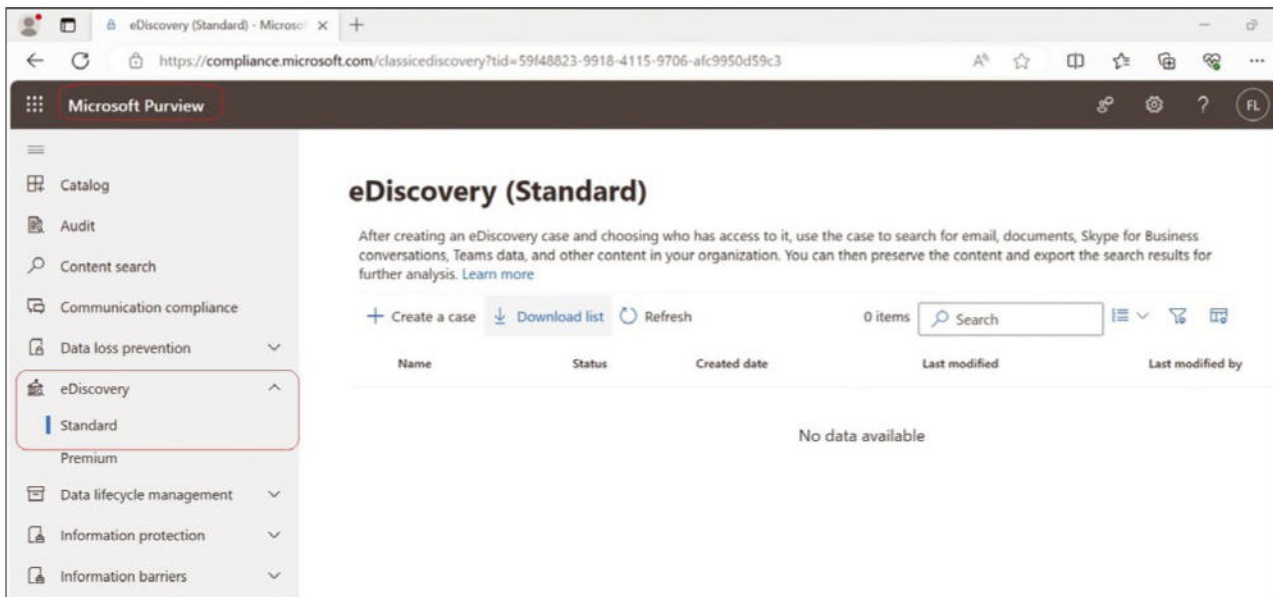 eDiscovery (Standard) - Microso
https://compliance.microsoft.com/classicediscovery?tid=59f48823-9918-4115-9706-afc9950d59c3
Microsoft Purview
FL
Catalog
Audit
Content search
Communication compliance
Data loss prevention
eDiscovery
Standard
Premium
Data lifecycle management
Information protection
Information barriers
eDiscovery (Standard)
After creating an eDiscovery case and choosing who has access to it, use the case to search for email, documents, Skype for Business
conversations, Teams data, and other content in your organization. You can then preserve the content and export the search results for
further analysis. Learn more
Create a case Download list Refresh 0 items Search
Name Status Created date Last modified Last modified by
No data available